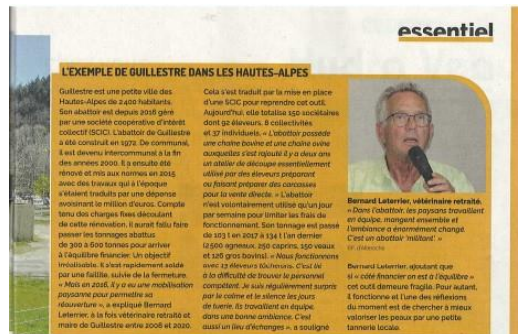 essentiel
L'EXEMPLE DE GUILLESTRE DANS LES HAUTES-ALPES
Guillestre est une petite ville des
Hautes-Alpes de 2400 habitants.
Son abattoir est depuis 2016 géré
par une société coopérative d'intérêt
collectif (SCIC). L'abattoir de Guillestre
a été construit en 1972. De communal,
il est devenu intercommunal à la fin
des années 2000. Il a ensuite été
rénové et mis aux normes en 2015
avec des travaux qui à l'époque
s'étaient traduits par une dépense
avoisinant le million d'euros. Compte
tenu des charges fixes découlant
de cette rénovation, il aurait fallu faire
passer les tonnages abattus
de 300 à 600 tonnes pour arriver
à l'équilibre financier. Un objectif
irréalisable. Il s'est rapidement soldé
par une faillite, suivie de la fermeture.
« Mais en 2016, il y a eu une mobilisation
paysanne pour permettre sa
réouverture », a expliqué Bernard
Leterrier, à la fois vétérinaire retraité et
maire de Guillestre entre 2008 et 2020.
Cela s'est traduit par la mise en place
d'une SCIC pour reprendre cet outil.
Aujourd'hui, elle totalise 150 sociétaires
dont 92 éleveurs, 8 collectivités
et 37 individuels. « L'abattoir possède
une chaîne bovine et une chaîne ovine
auxquelles s'est rajouté il y a deux ans
un atelier de découpe essentiellement
utilisé par des éleveurs préparant
ou faisant préparer des carcasses
pour la vente directe. » L'abattoir
n'est volontairement utilisé qu'un jour
par semaine pour limiter les frais de
fonctionnement. Son tonnage est passé
de 103 t en 2017 à 134 t l'an dernier
(2500 agneaux, 250 caprins, 150 veaux
et 126 gros bovins). « Nous fonctionnons
avec 13 éleveurs tâcherons. C'est lié
à la difficulté de trouver le personnel
compétent. Je suis régulièrement surpris
par le calme et le silence les jours
de tuerie. Ils travaillent en équipe,
dans une bonne ambiance. C'est
aussi un lieu d'échanges », a souligné
Bernard Leterrier, vétérinaire retraité.
« Dans l'abattoir, les paysans travaillent
en équipe, mangent ensemble et
l'ambiance a énormément changé.
C'est un abattoir 'militant'. »
Bernard Leterrier, ajoutant que
si « côté financier on est à l'équilibre »
cet outil demeure fragile. Pour autant,
il fonctionne et l'une des réflexions
du moment est de chercher à mieux
valoriser les peaux par une petite
tannerie locale.